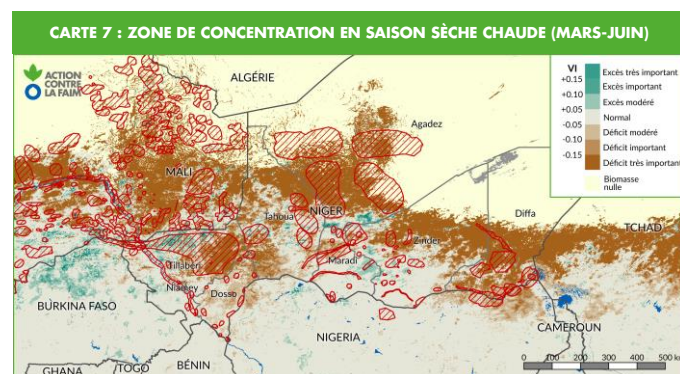 CARTE 7 : ZONE DE CONCENTRATION EN SAISON SÈCHE CHAUDE (MARS-JUIN)
ACTION
CONTRE
LA FAIM
ALGÉRIE
VI
+0.15
+0.10
+0.05
-0.05
-0.10
-0.15
Excès très important
Excès important
Excès modéré
Normal
Déficit modéré
Déficit important
Déficit très important
Biomasse
nulle
Agadez
MALI
Tahoua
NIGER
Diffa
TCHAD
Zinder
Maradi
Tillabéri
Niamey
Dosso
BURKINA FASO
NIGERIA
CAMEROUN
GHANA
TOGO
BÉNIN
0 100 200 300 400 500 km